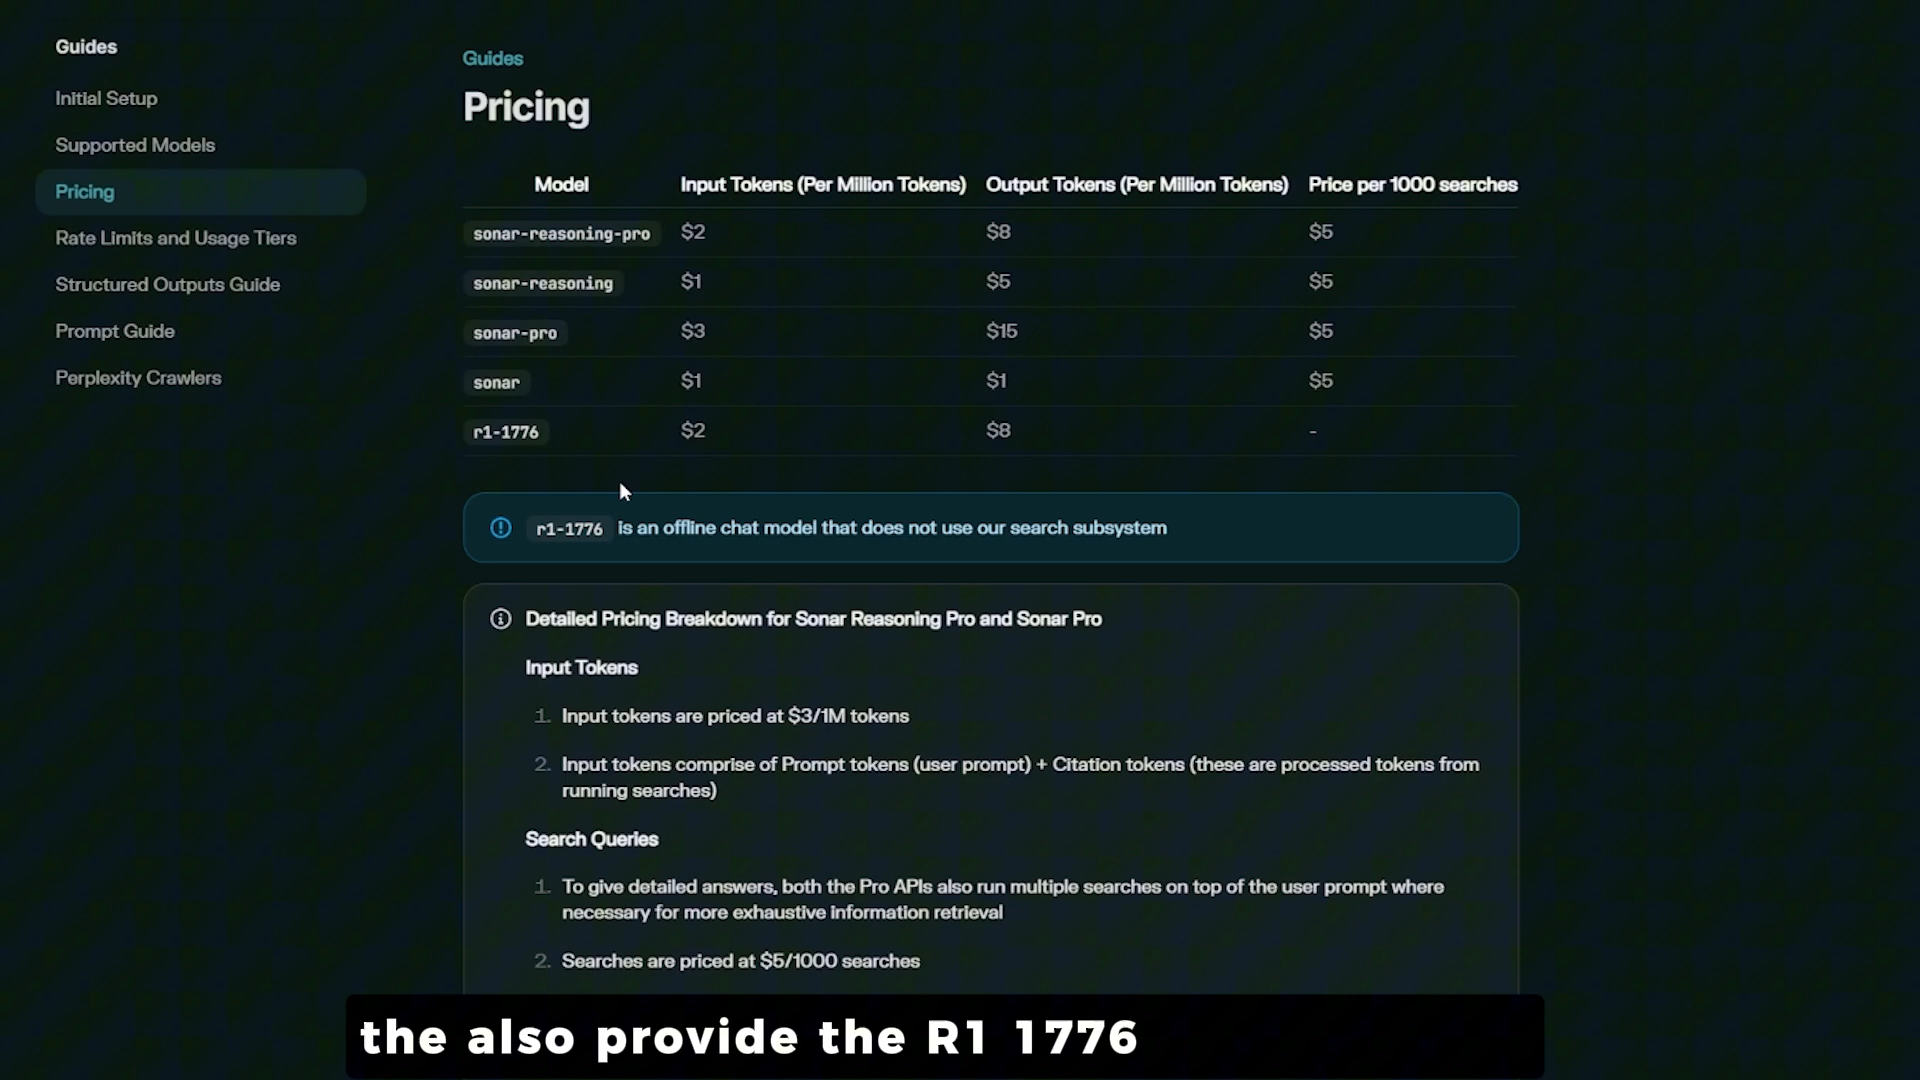 Guides
Initial Setup
Supported Models
Pricing
Rate Limits and Usage Tiers
Structured Outputs Guide
Prompt Guide
Perplexity Crawlers
Guides
Pricing
Model Input Tokens (Per Million Tokens) Output Tokens (Per Million Tokens) Price per 1000 searches
sonar-reasoning-pro $2 $8 $5
sonar-reasoning $1 $5 $5
sonar-pro $3 $15 $5
sonar $1 $1 $5
r1-1776 $2 $8 -
r1-1776 is an offline chat model that does not use our search subsystem
Detailed Pricing Breakdown for Sonar Reasoning Pro and Sonar Pro
Input Tokens
1. Input tokens are priced at $3/1M tokens
2. Input tokens comprise of Prompt tokens (user prompt) + Citation tokens (these are processed tokens from
running searches)
Search Queries
1. To give detailed answers, both the Pro APIs also run multiple searches on top of the user prompt where
necessary for more exhaustive information retrieval
2. Searches are priced at $5/1000 searches
the also provide the R1 1776